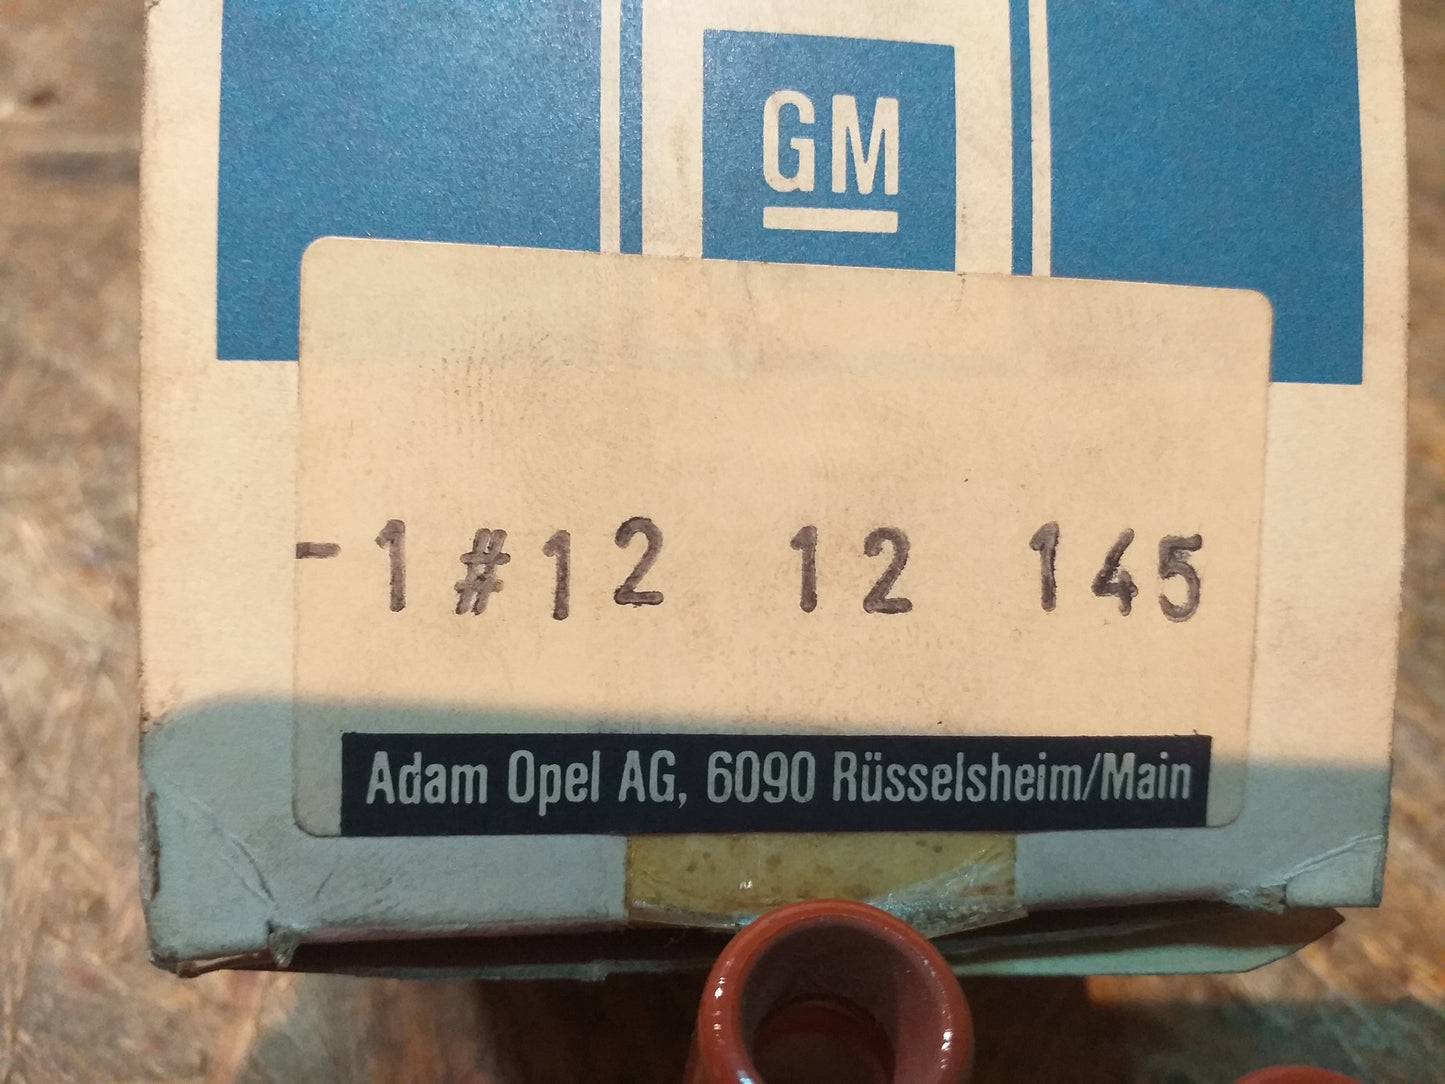 GM
-1#12 12 145
Adam Opel AG, 6090 Rüsselsheim/Main